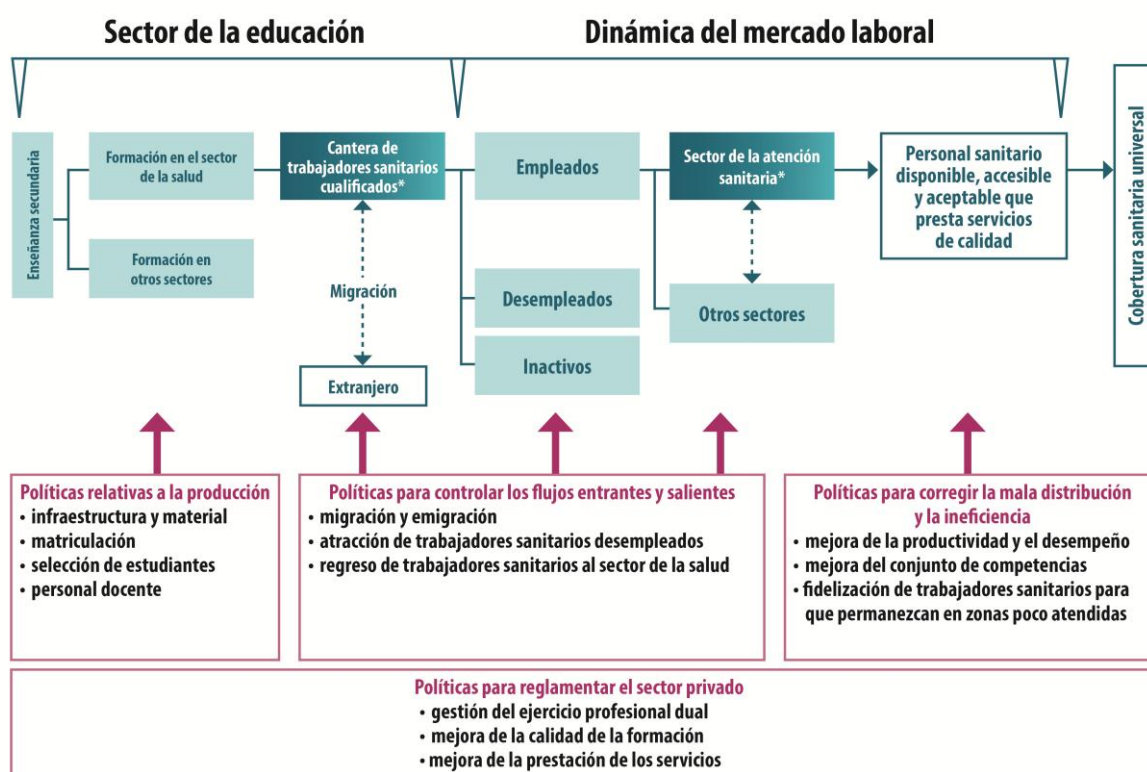 Sector de la educación
Dinámica del mercado laboral
Enseñanza secundaria
Formación en el sector
de la salud
Formación en
otros sectores
Cantera de
trabajadores sanitarios
cualificados*
Migración
Extranjero
Empleados
Desempleados
Inactivos
Sector de la atención
sanitaria*
Otros sectores
Personal sanitario
disponible, accesible
y aceptable que
presta servicios
de calidad
Cobertura sanitaria universal
Políticas relativas a la producción
• infraestructura y material
• matriculación
• selección de estudiantes
• personal docente
Políticas para controlar los flujos entrantes y salientes
• migración y emigración
• atracción de trabajadores sanitarios desempleados
• regreso de trabajadores sanitarios al sector de la salud
Políticas para corregir la mala distribución
y la ineficiencia
• mejora de la productividad y el desempeño
• mejora del conjunto de competencias
• fidelización de trabajadores sanitarios para
que permanezcan en zonas poco atendidas
Políticas para reglamentar el sector privado
• gestión del ejercicio profesional dual
• mejora de la calidad de la formación
• mejora de la prestación de los servicios